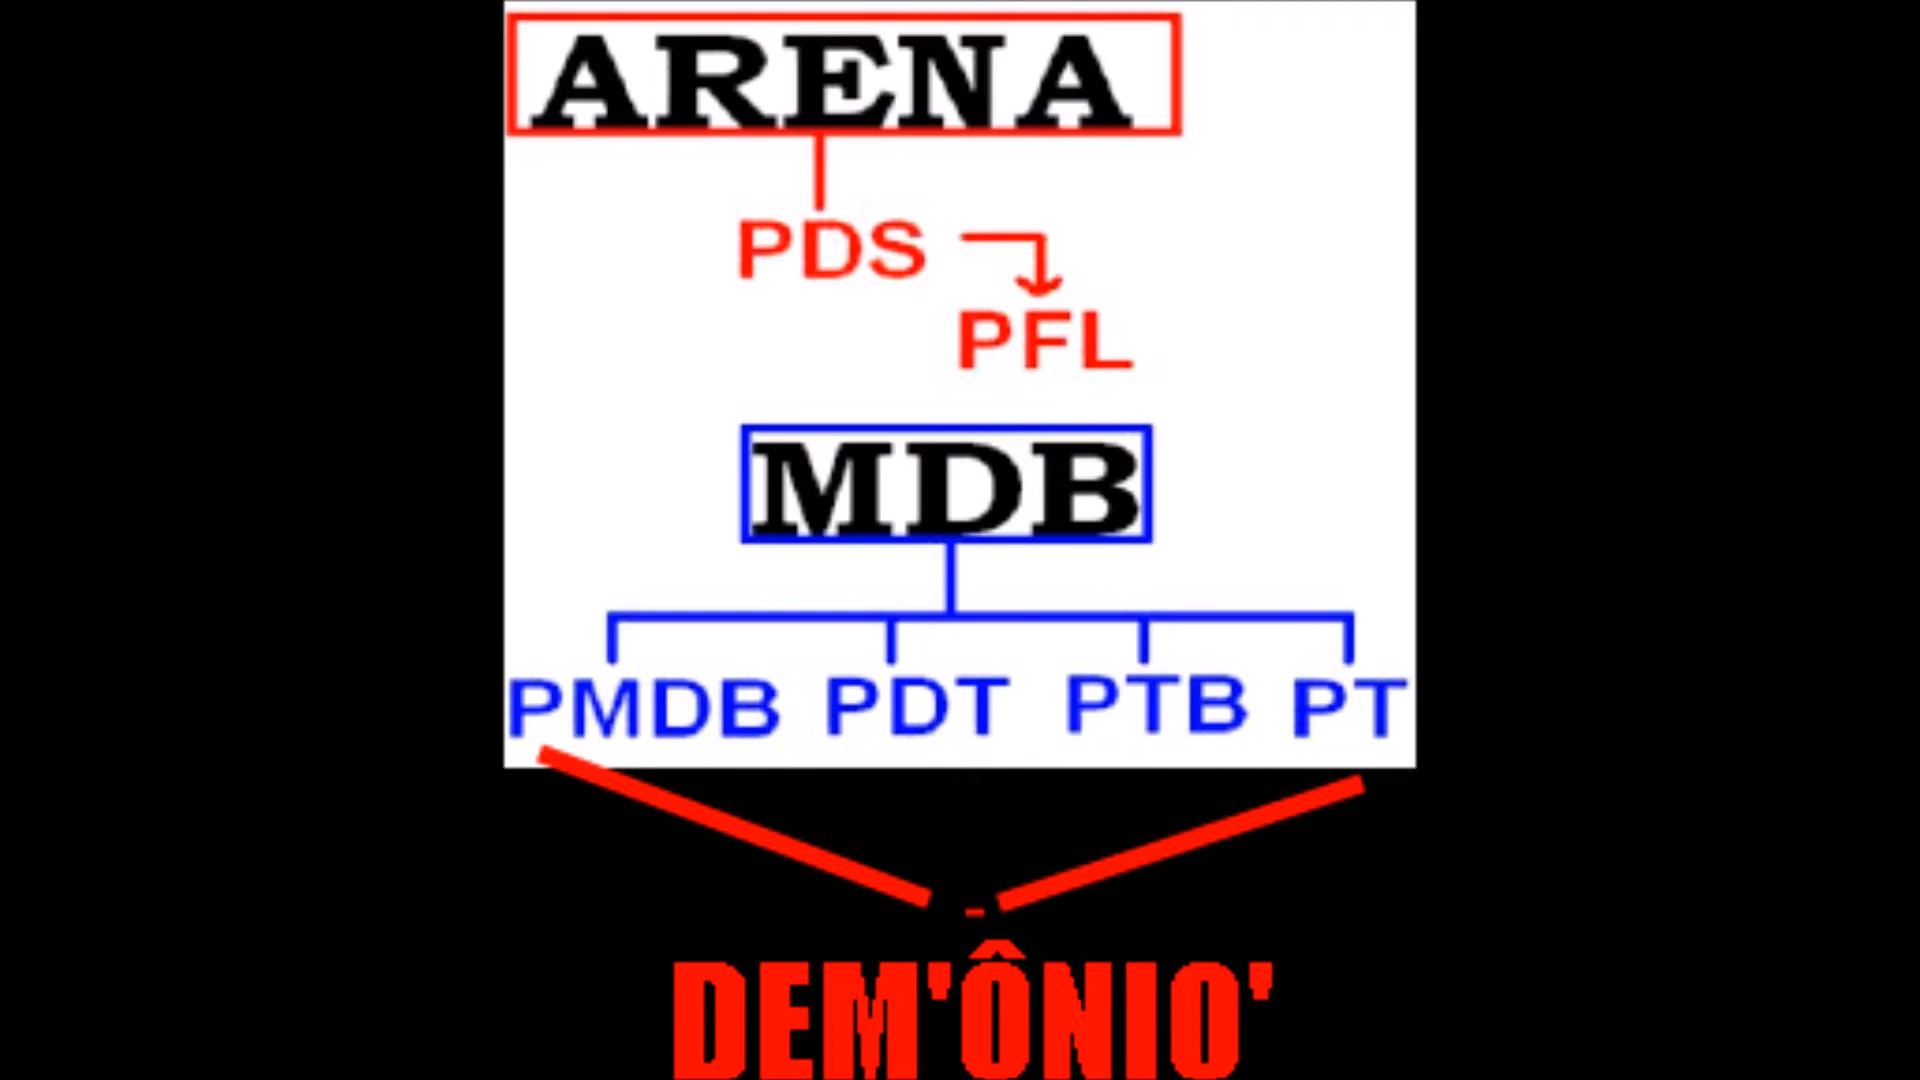 ARENA
PDS
PFL
MDB
PMDB PDT PTB PT
-
DEM'ÔNIO'